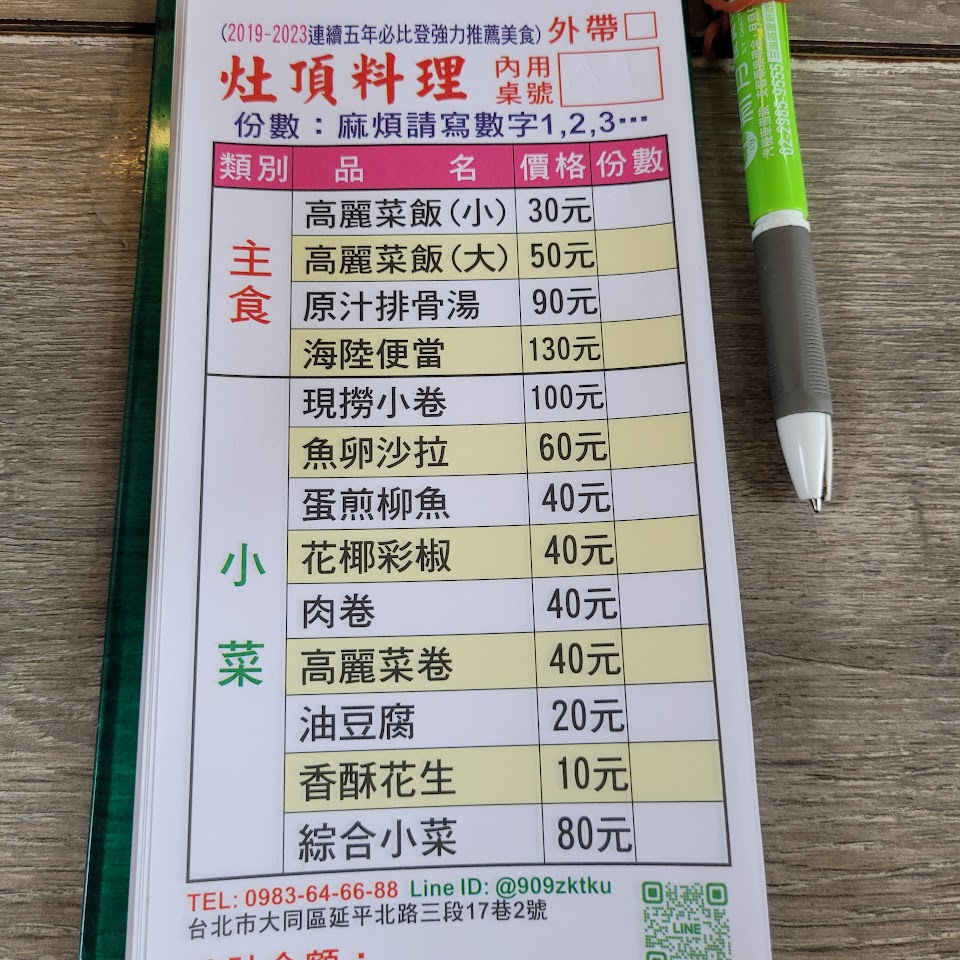 (2019-2023連續五年必比登強力推薦美食) 外帶
灶頂料理 內用桌號
份數：麻煩請寫數字1,2,3…
類別 品名 價格 份數
主食
高麗菜飯(小) 30元
高麗菜飯(大) 50元
原汁排骨湯 90元
海陸便當 130元
小菜
現撈小卷 100元
魚卵沙拉 60元
蛋煎柳魚 40元
花椰彩椒 40元
肉卷 40元
高麗菜卷 40元
油豆腐 20元
香酥花生 10元
綜合小菜 80元
TEL: 0983-64-66-88 Line ID: @909zktku
台北市大同區延平北路三段17巷2號
LINE
02-2985-9555